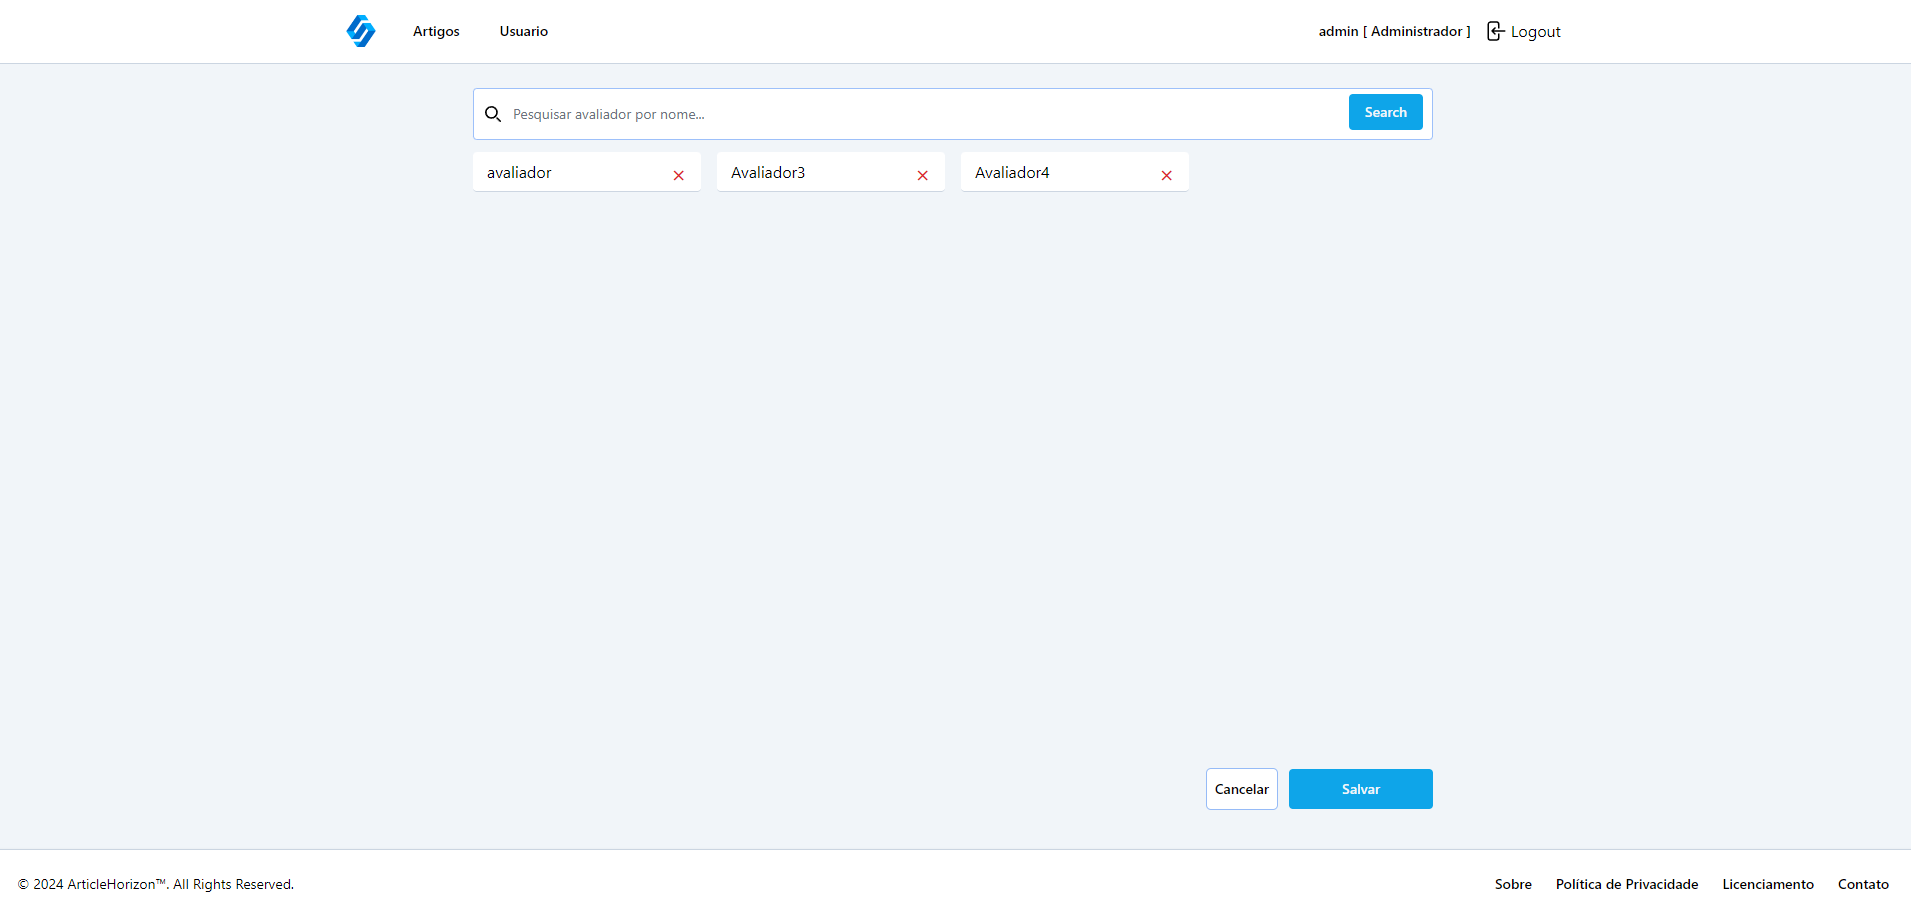 Artigos Usuario admin [ Administrador ] Logout
Pesquisar avaliador por nome... Search
avaliador Avaliador3 Avaliador4
Cancelar Salvar
© 2024 ArticleHorizon™. All Rights Reserved. Sobre Política de Privacidade Licenciamento Contato